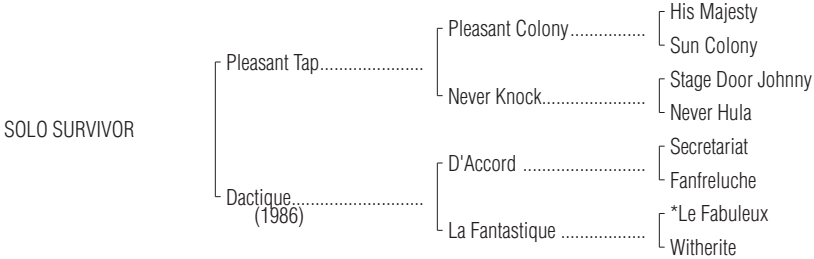 His Majesty
Pleasant Colony................
Sun Colony
Pleasant Tap......................
Stage Door Johnny
Never Knock......................
Never Hula
SOLO SURVIVOR
Secretariat
D'Accord ..........................
Fanfreluche
Dactique............................
(1986)
*Le Fabuleux
La Fantastique ..................
Witherite